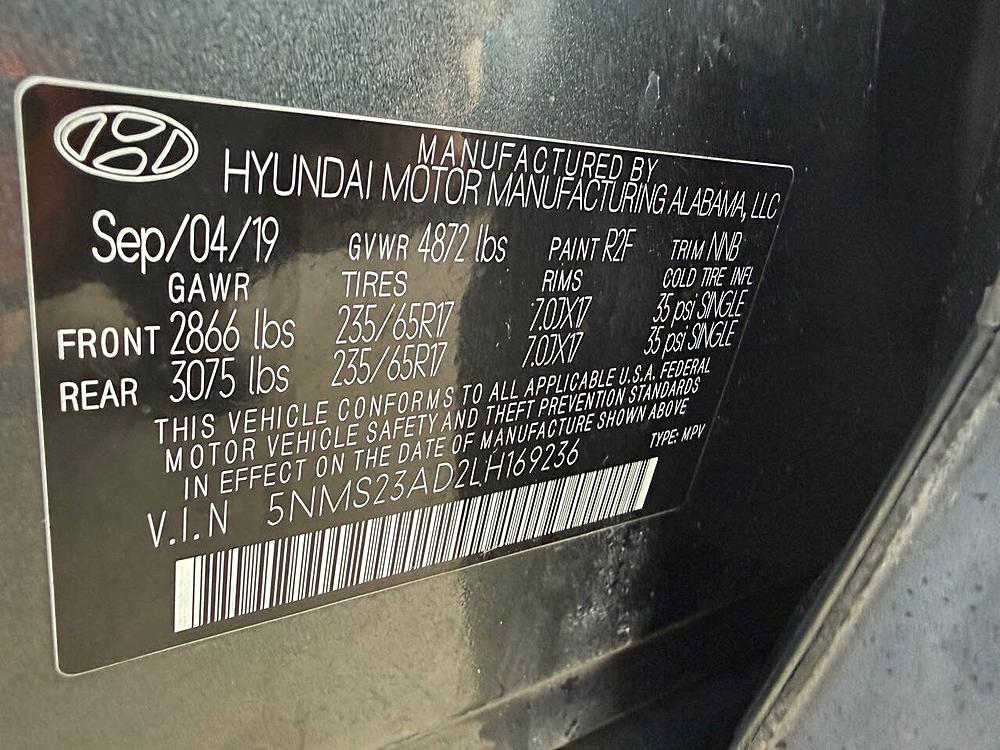 MANUFACTURED BY
HYUNDAI MOTOR MANUFACTURING ALABAMA, LLC
Sep/04/19 GVWR 4872 lbs PAINT R2F TRIM NNB
GAWR TIRES RIMS COLD TIRE INFL
FRONT 2866 lbs 235/65R17 7.0JX17 35 psi SINGLE
REAR 3075 lbs 235/65R17 7.0JX17 35 psi SINGLE
THIS VEHICLE CONFORMS TO ALL APPLICABLE U.S.A. FEDERAL
MOTOR VEHICLE SAFETY AND THEFT PREVENTION STANDARDS
IN EFFECT ON THE DATE OF MANUFACTURE SHOWN ABOVE
TYPE: MPV
V.I.N 5NMS23AD2LH169236